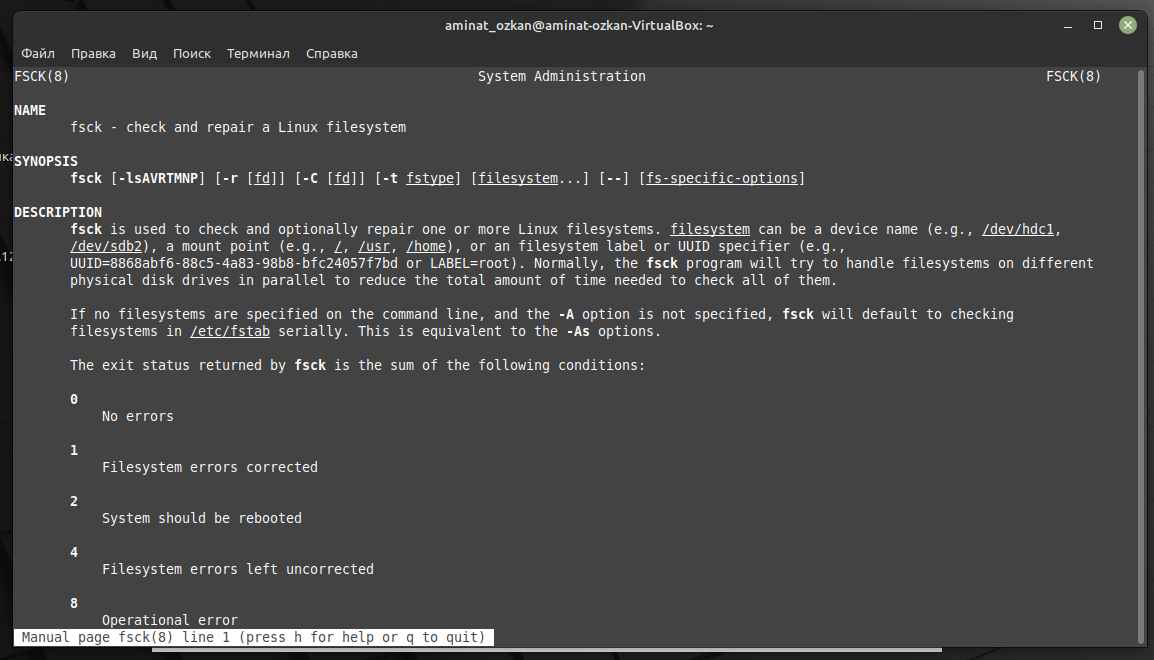 aminat_ozkan@aminat-ozkan-VirtualBox: ~
Файл Правка Вид Поиск Терминал Справка
FSCK(8) System Administration FSCK(8)
NAME
fsck - check and repair a Linux filesystem
SYNOPSIS
fsck [-lsAVRTMNP] [-r [fd]] [-C [fd]] [-t fstype] [filesystem...] [--] [fs-specific-options]
DESCRIPTION
fsck is used to check and optionally repair one or more Linux filesystems. filesystem can be a device name (e.g., /dev/hdc1,
/dev/sdb2), a mount point (e.g., /, /usr, /home), or an filesystem label or UUID specifier (e.g.,
UUID=8868abf6-88c5-4a83-98b8-bfc24057f7bd or LABEL=root). Normally, the fsck program will try to handle filesystems on different
physical disk drives in parallel to reduce the total amount of time needed to check all of them.
If no filesystems are specified on the command line, and the -A option is not specified, fsck will default to checking
filesystems in /etc/fstab serially. This is equivalent to the -As options.
The exit status returned by fsck is the sum of the following conditions:
0
No errors
1
Filesystem errors corrected
2
System should be rebooted
4
Filesystem errors left uncorrected
8
Operational error
Manual page fsck(8) line 1 (press h for help or q to quit)